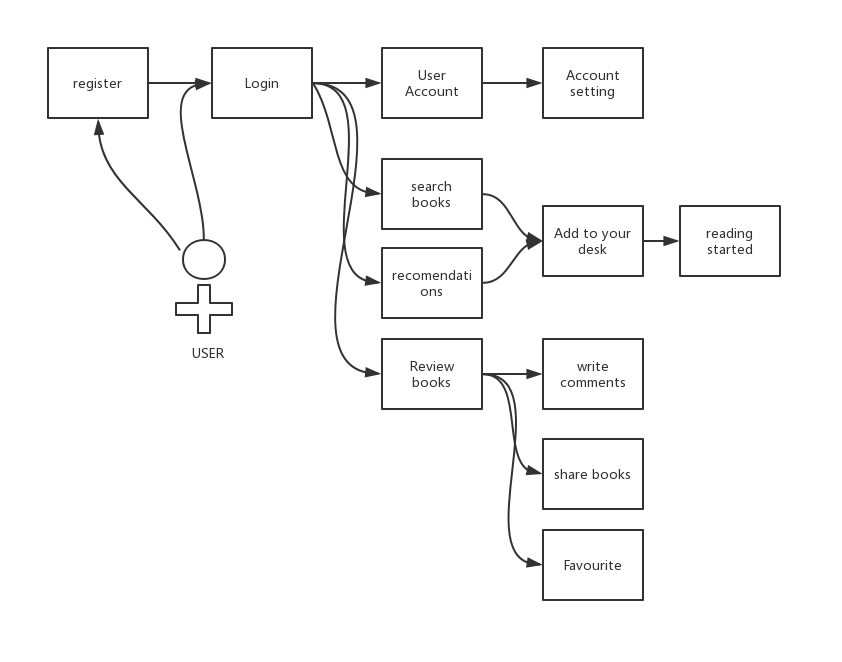 register
Login
User
Account
Account
setting
search
books
Add to your
desk
reading
started
recomendati
ons
USER
Review
books
write
comments
share books
Favourite